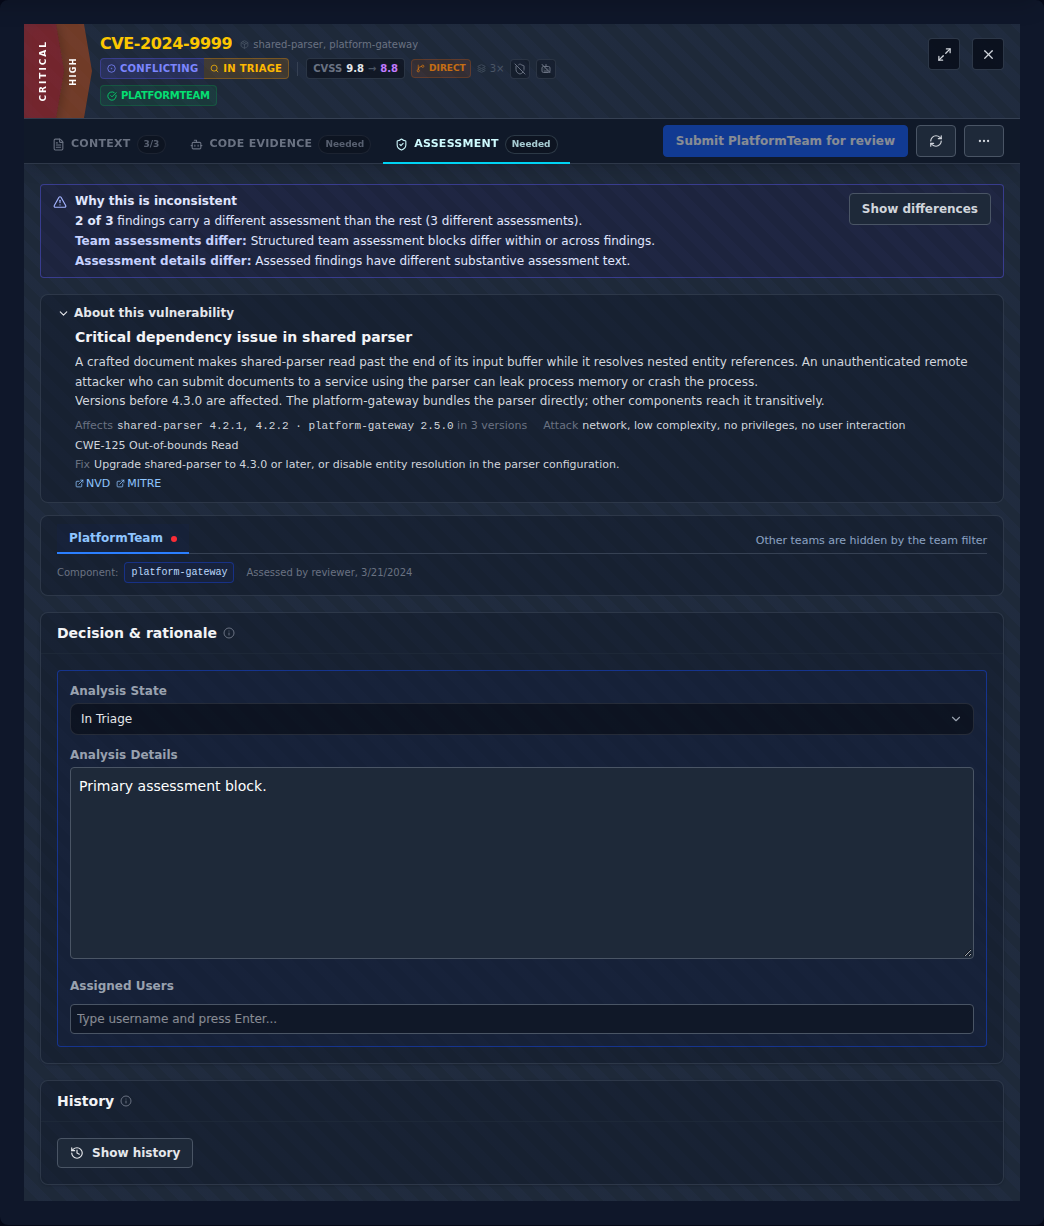 CRITICAL
HIGH
CVE-2024-9999 shared-parser, platform-gateway
CONFLICTING IN TRIAGE CVSS 9.8 → 8.8 DIRECT 3×
PLATFORMTEAM
CONTEXT 3/3 CODE EVIDENCE Needed ASSESSMENT Needed Submit PlatformTeam for review ...
Why this is inconsistent
2 of 3 findings carry a different assessment than the rest (3 different assessments).
Team assessments differ: Structured team assessment blocks differ within or across findings.
Assessment details differ: Assessed findings have different substantive assessment text.
Show differences
About this vulnerability
Critical dependency issue in shared parser
A crafted document makes shared-parser read past the end of its input buffer while it resolves nested entity references. An unauthenticated remote
attacker who can submit documents to a service using the parser can leak process memory or crash the process.
Versions before 4.3.0 are affected. The platform-gateway bundles the parser directly; other components reach it transitively.
Affects shared-parser 4.2.1, 4.2.2 · platform-gateway 2.5.0 in 3 versions Attack network, low complexity, no privileges, no user interaction
CWE-125 Out-of-bounds Read
Fix Upgrade shared-parser to 4.3.0 or later, or disable entity resolution in the parser configuration.
NVD MITRE
PlatformTeam Other teams are hidden by the team filter
Component: platform-gateway Assessed by reviewer, 3/21/2024
Decision & rationale
Analysis State
In Triage
Analysis Details
Primary assessment block.
Assigned Users
Type username and press Enter...
History
Show history